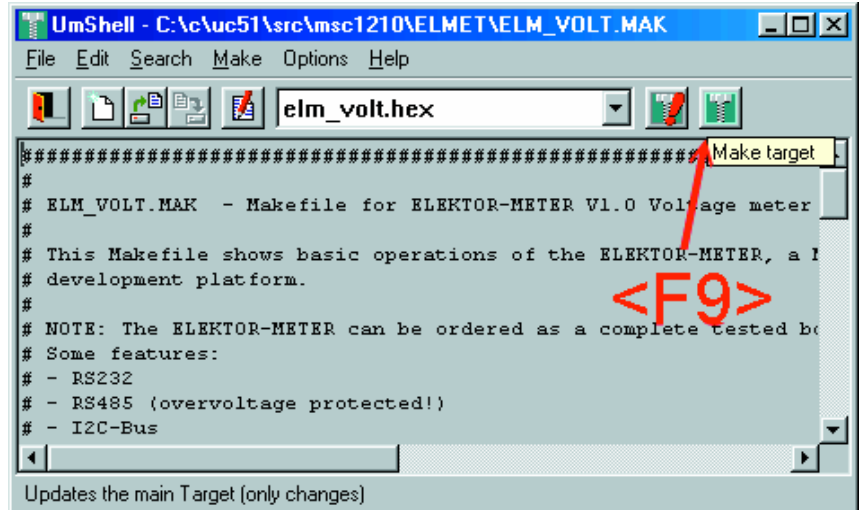 UmShell - C:\c\uc51\src\msc1210\ELMET\ELM_VOLT.MAK
File Edit Search Make Options Help
elm_volt.hex
Make target
#
# ELM_VOLT.MAK - Makefile for ELEKTOR-METER V1.0 Voltage meter
#
# This Makefile shows basic operations of the ELEKTOR-METER, a
# development platform.
#
<F9>
# NOTE: The ELEKTOR-METER can be ordered as a complete tested
# Some features:
# - RS232
# - RS485 (overvoltage protected!)
# - I2C-Bus
Updates the main Target (only changes)